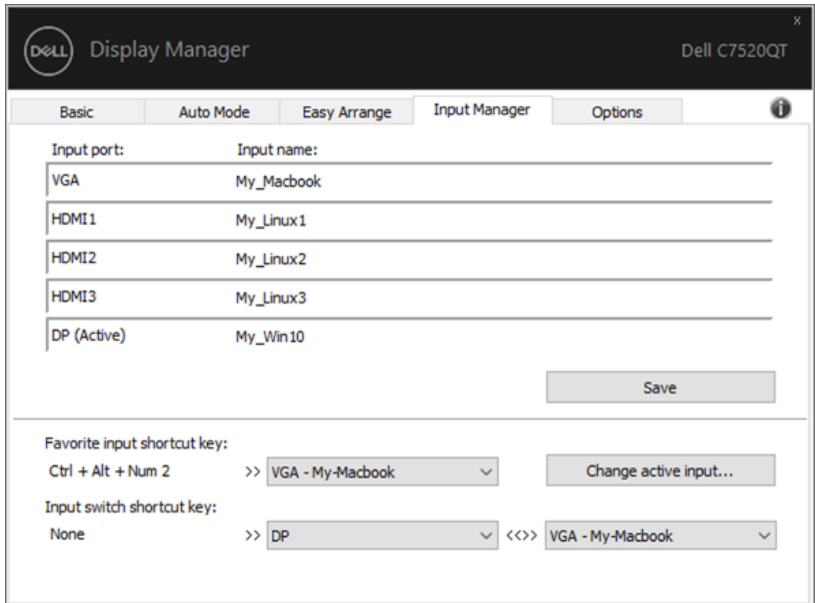 x
DELL Display Manager Dell C7520QT
Basic Auto Mode Easy Arrange Input Manager Options i
Input port: Input name:
VGA My_Macbook
HDMI1 My_Linux1
HDMI2 My_Linux2
HDMI3 My_Linux3
DP (Active) My_Win10
Save
Favorite input shortcut key:
Ctrl + Alt + Num 2 >> VGA - My-Macbook Change active input...
Input switch shortcut key:
None >> DP <<>> VGA - My-Macbook